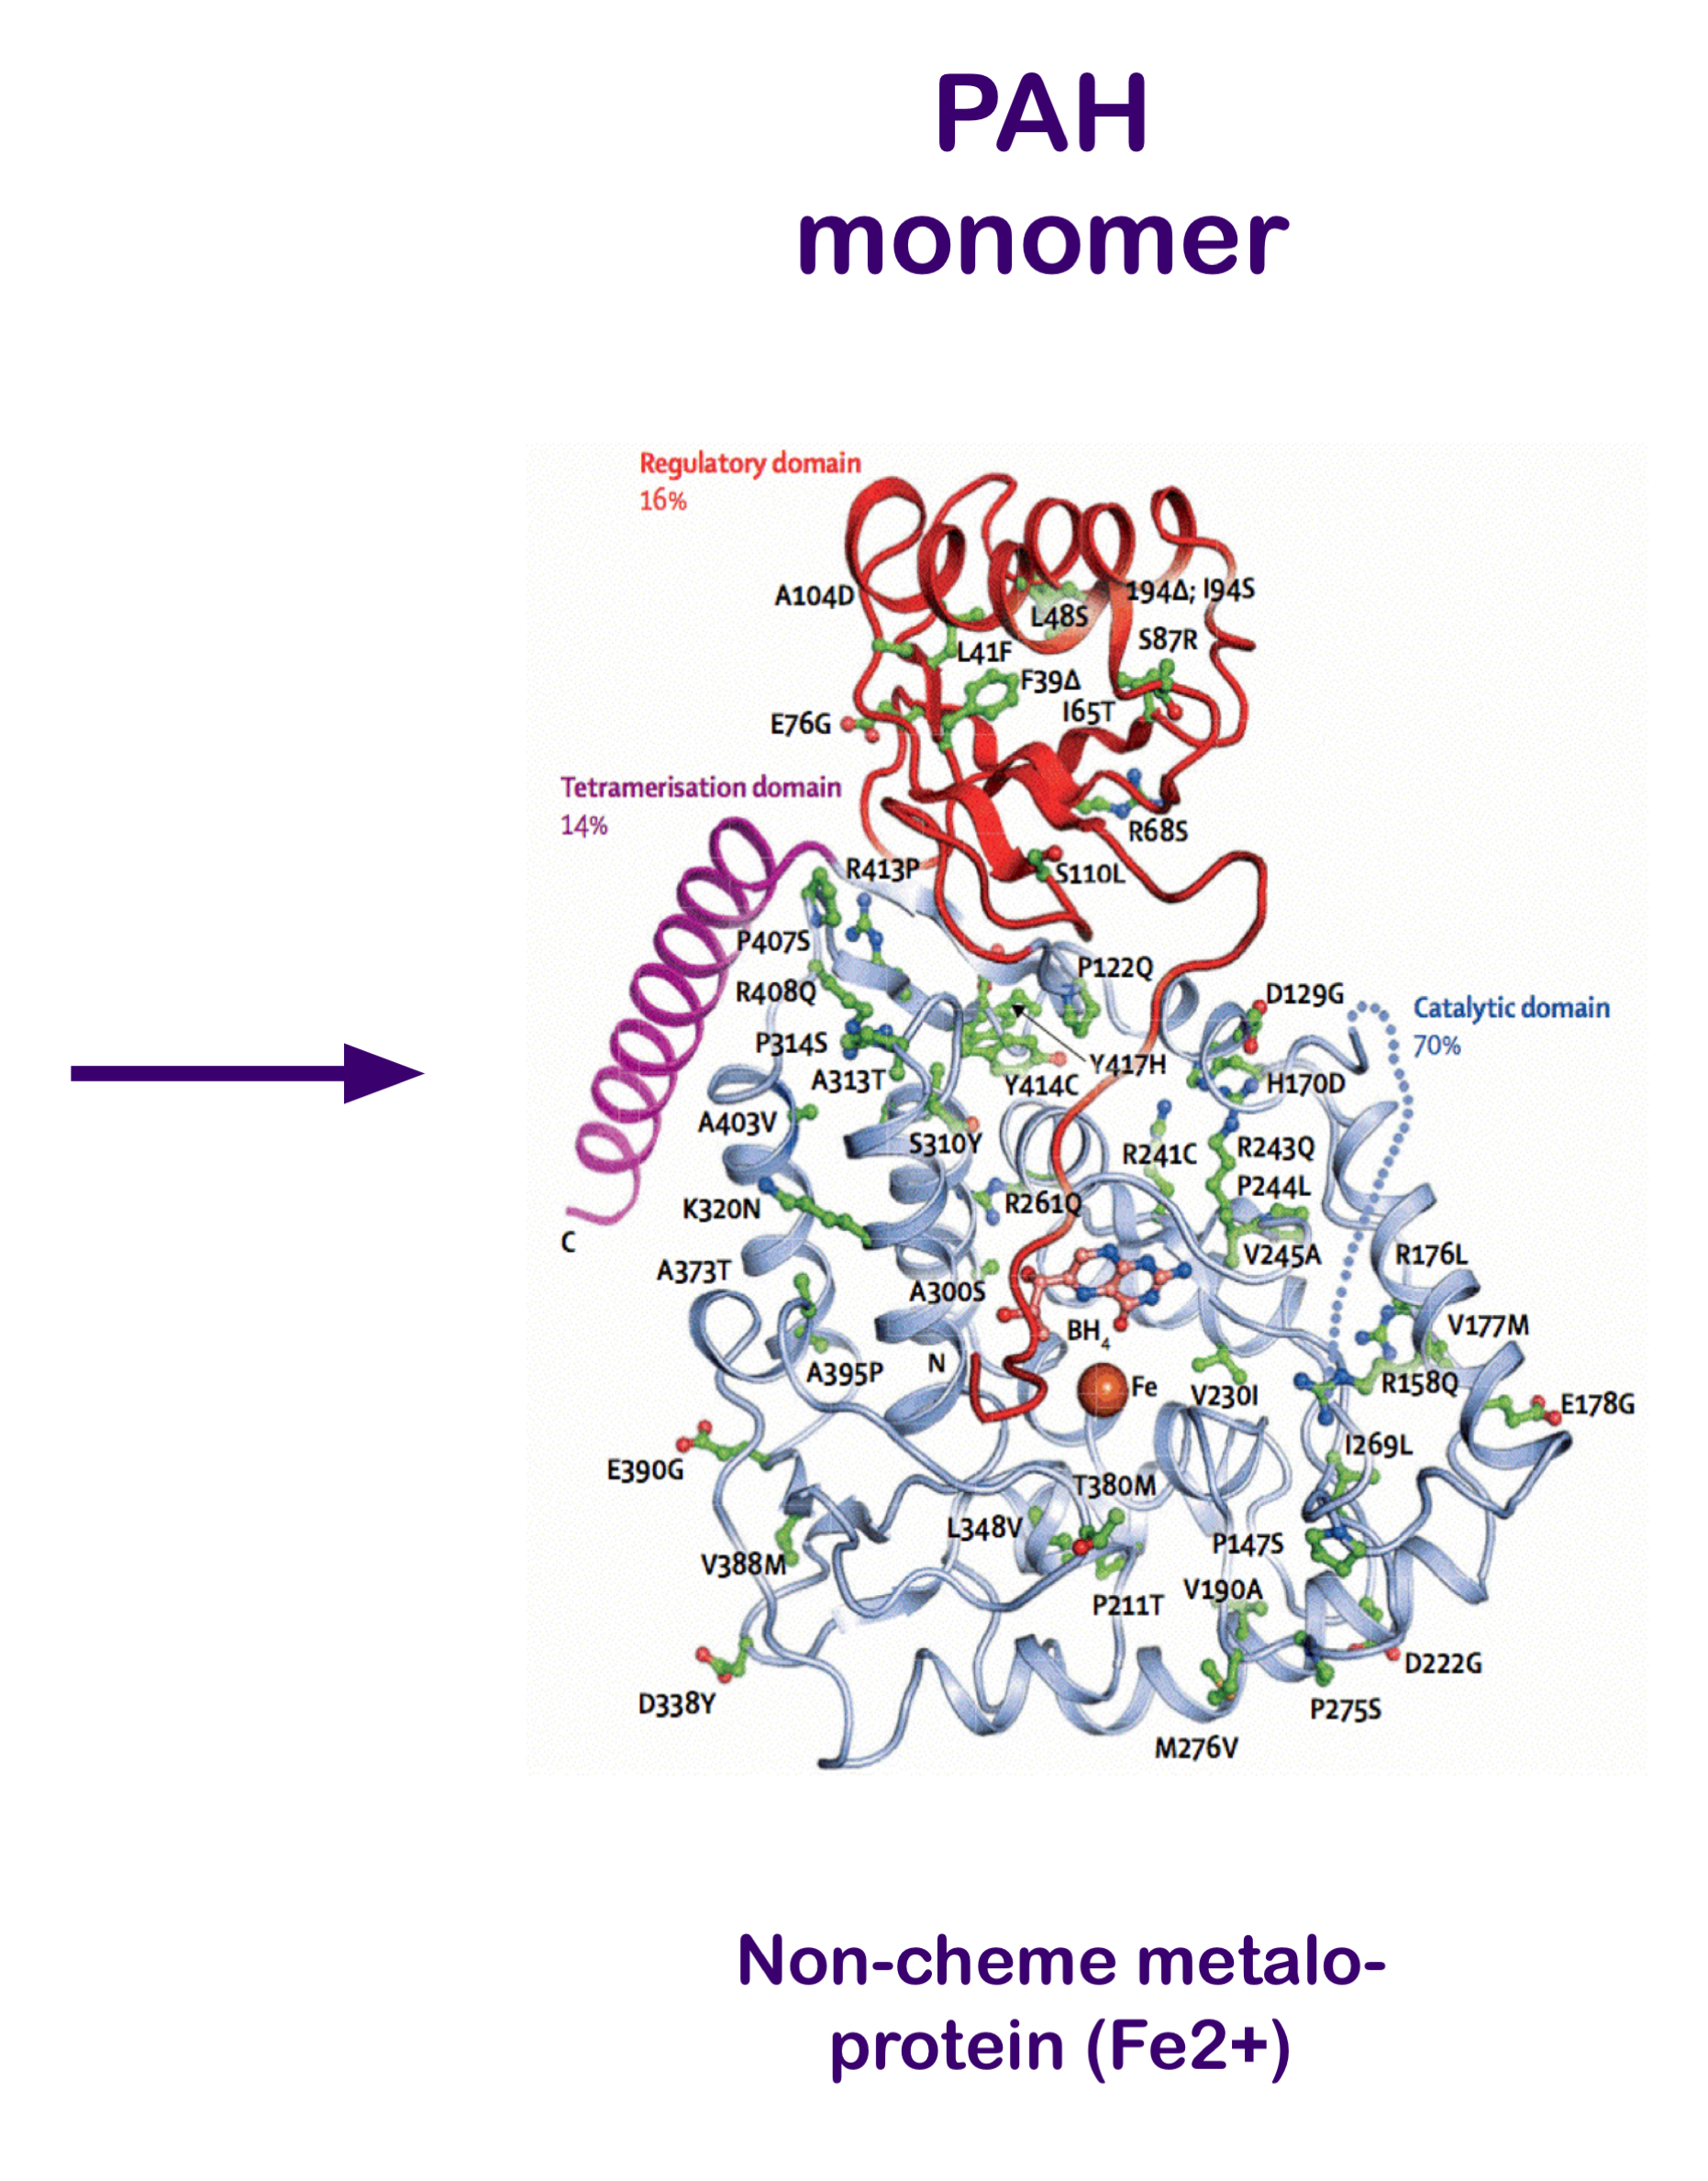 PAH
monomer
Regulatory domain
16%
A104D
L48S
194Δ; I94S
S87R
L41F
F39Δ
I65T
E76G
Tetramerisation domain
14%
R68S
R413P
S110L
P407S
P122Q
R408Q
D129G
Catalytic domain
70%
P314S
Y417H
A313T
Y414C
H170D
A403V
S310Y
R241C
R243Q
P244L
K320N
R261Q
C
V245A
R176L
A373T
A300S
BH4
V177M
N
A395P
Fe
V230I
R158Q
E178G
I269L
E390G
T380M
L348V
P147S
V388M
V190A
P211T
D222G
D338Y
P275S
M276V
Non-cheme metalo-
protein (Fe2+)